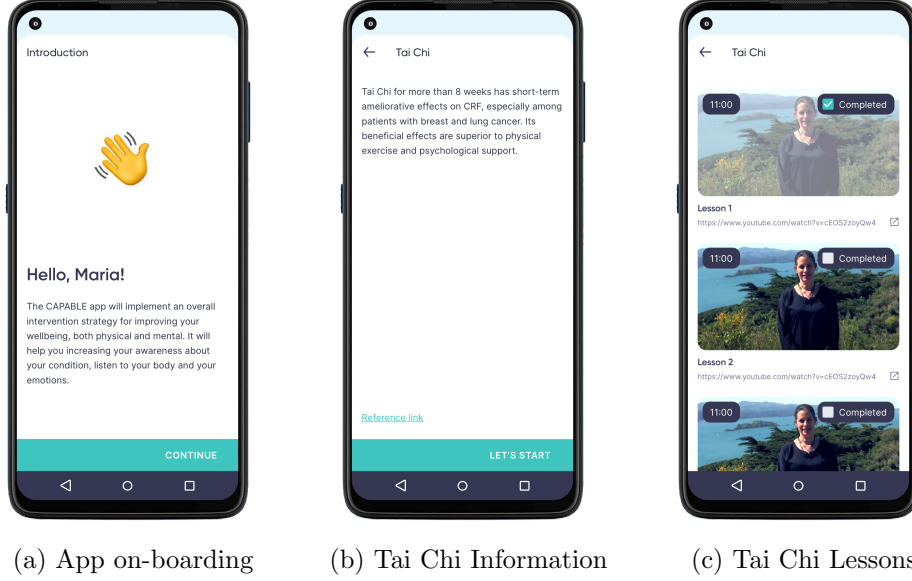 Introduction
Hello, Maria!
The CAPABLE app will implement an overall
intervention strategy for improving your
wellbeing, both physical and mental. It will
help you increasing your awareness about
your condition, listen to your body and your
emotions.
CONTINUE
(a) App on-boarding
Tai Chi
Tai Chi for more than 8 weeks has short-term
ameliorative effects on CRF, especially among
patients with breast and lung cancer. Its
beneficial effects are superior to physical
exercise and psychological support.
Reference link
LET'S START
(b) Tai Chi Information
Tai Chi
11:00 Completed
Lesson 1
https://www.youtube.com/watch?v=cEOS2zoyQw4
11:00 Completed
Lesson 2
https://www.youtube.com/watch?v=cEOS2zoyQw4
11:00 Completed
(c) Tai Chi Lessons